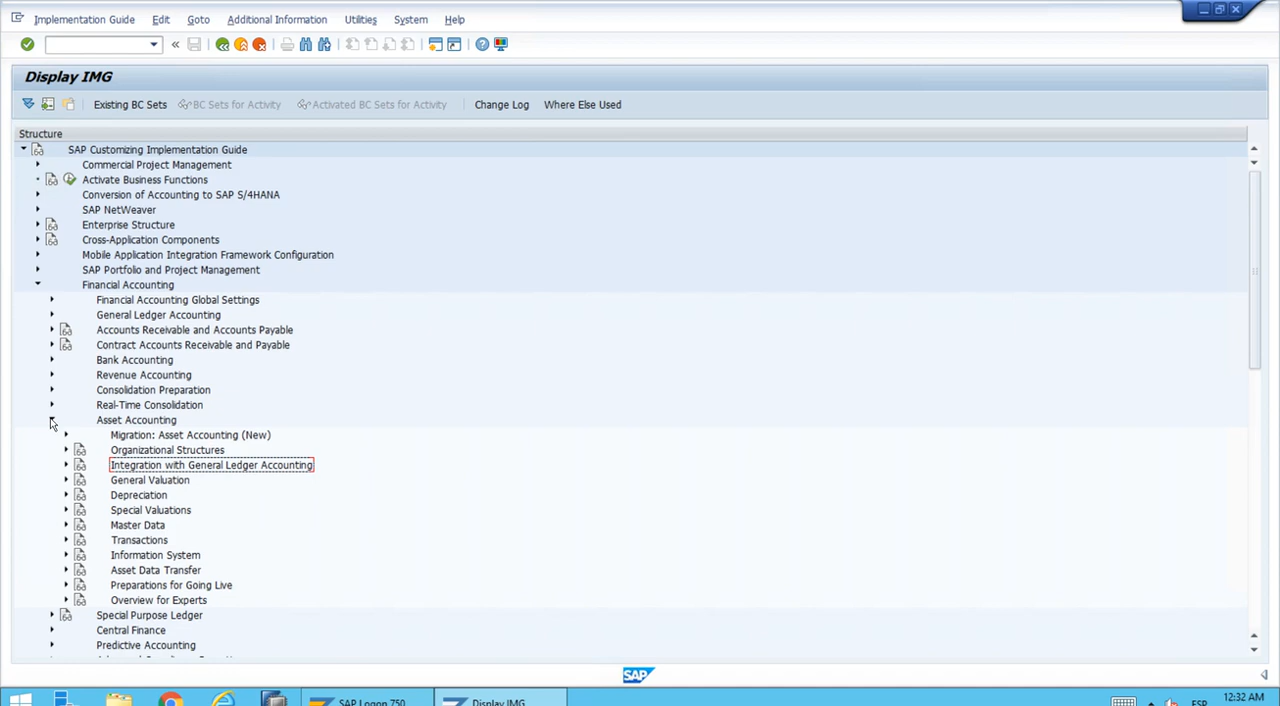 Implementation Guide Edit Goto Additional Information Utilities System Help
Display IMG
Existing BC Sets BC Sets for Activity Activated BC Sets for Activity Change Log Where Else Used
Structure
SAP Customizing Implementation Guide
Commercial Project Management
Activate Business Functions
Conversion of Accounting to SAP S/4HANA
SAP NetWeaver
Enterprise Structure
Cross-Application Components
Mobile Application Integration Framework Configuration
SAP Portfolio and Project Management
Financial Accounting
Financial Accounting Global Settings
General Ledger Accounting
Accounts Receivable and Accounts Payable
Contract Accounts Receivable and Payable
Bank Accounting
Revenue Accounting
Consolidation Preparation
Real-Time Consolidation
Asset Accounting
Migration: Asset Accounting (New)
Organizational Structures
Integration with General Ledger Accounting
General Valuation
Depreciation
Special Valuations
Master Data
Transactions
Information System
Asset Data Transfer
Preparations for Going Live
Overview for Experts
Special Purpose Ledger
Central Finance
Predictive Accounting
SAP
SAP Logon 750 Display IMG ESP 12:32 AM